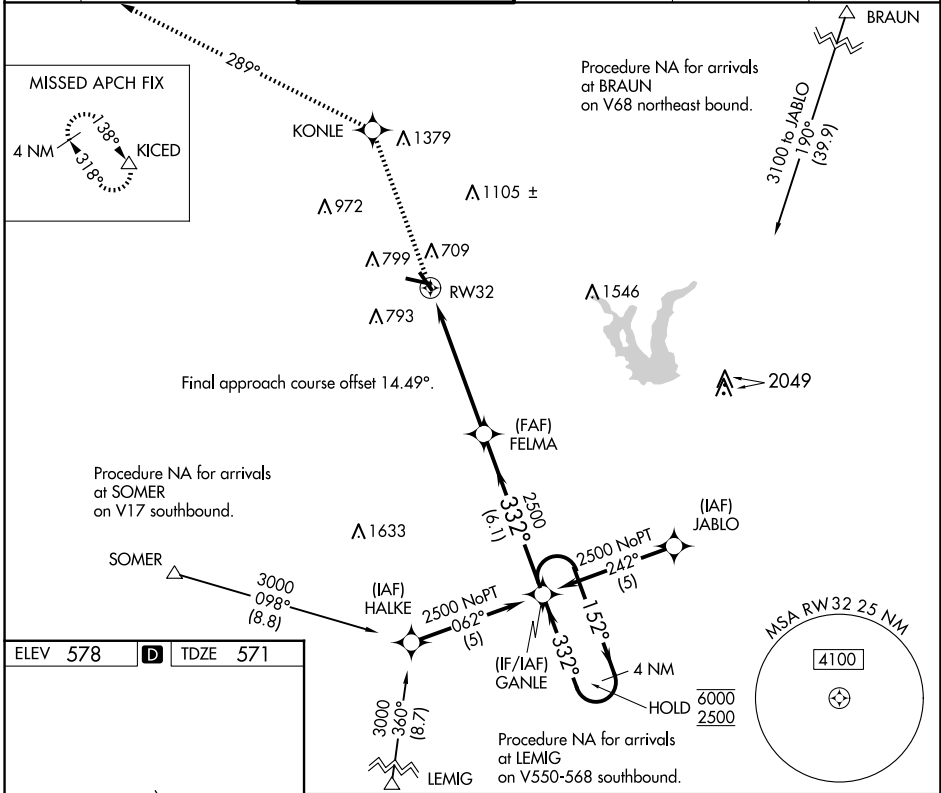 BRAUN
289°
Procedure NA for arrivals
at BRAUN
on V68 northeast bound.
3100 to JABLO
190°
(39.9)
MISSED APCH FIX
4 NM
138°
318°
KICED
KONLE
1379
1105 ±
972
709
799
RW32
1546
793
2049
Final approach course offset 14.49°.
(FAF)
FELMA
Procedure NA for arrivals
at SOMER
on V17 southbound.
2500
332°
(6.1)
(IAF)
JABLO
1633
SOMER
3000
098°
(8.8)
(IAF)
HALKE
2500 NoPT
062°
(5)
2500 NoPT
242°
(5)
(IF/IAF)
GANLE
332°
152°
4 NM
HOLD
6000
2500
MSA RW32 25 NM
4100
ELEV 578 D TDZE 571
3000
360°
(8.7)
LEMIG
Procedure NA for arrivals
at LEMIG
on V550-568 southbound.